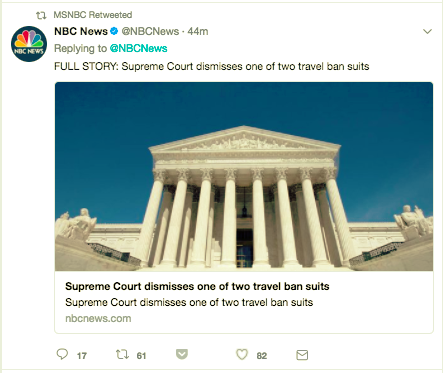 MSNBC Retweeted
NBC NEWS
NBC News @NBCNews · 44m
Replying to @NBCNews
FULL STORY: Supreme Court dismisses one of two travel ban suits
Supreme Court dismisses one of two travel ban suits
Supreme Court dismisses one of two travel ban suits
nbcnews.com
17 61 82